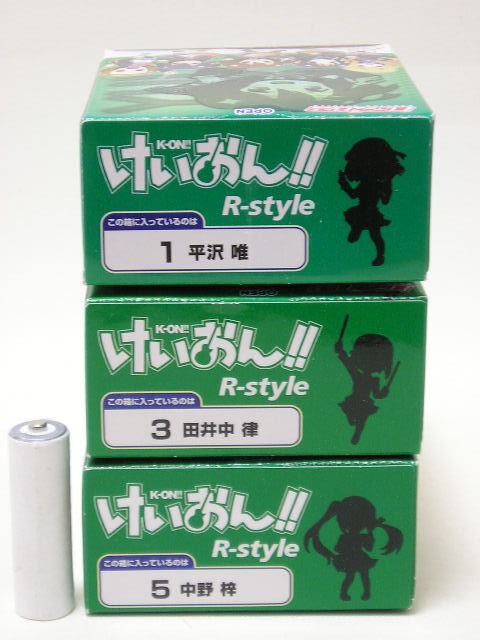 OPEN
K-ON!!
けいおん!!
R-style
この箱に入っているのは
1 平沢 唯
K-ON!!
けいおん!!
R-style
この箱に入っているのは
3 田井中 律
K-ON!!
けいおん!!
R-style
この箱に入っているのは
5 中野 梓